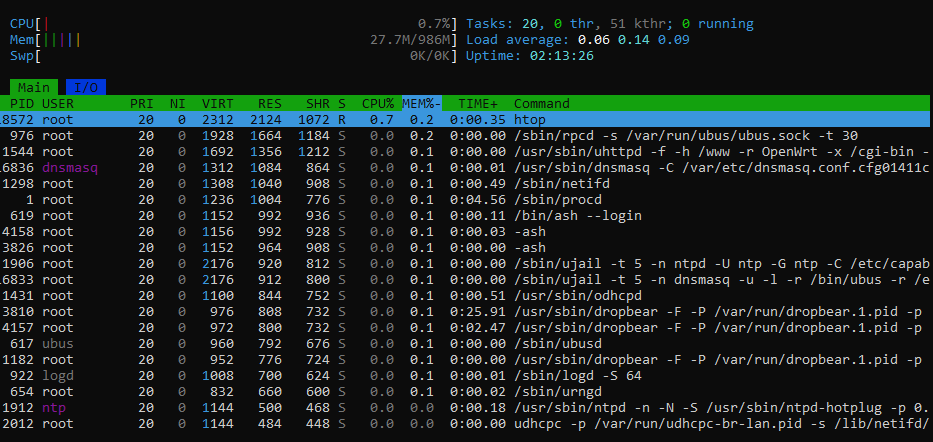 CPU[| 0.7%] Tasks: 20, 0 thr, 51 kthr; 0 running
Mem[||||| 27.7M/986M] Load average: 0.06 0.14 0.09
Swp[ 0K/0K] Uptime: 02:13:26
Main I/O
PID USER PRI NI VIRT RES SHR S CPU% MEM%- TIME+ Command
18572 root 20 0 2312 2124 1072 R 0.7 0.2 0:00.35 htop
976 root 20 0 1928 1664 1184 S 0.0 0.2 0:00.00 /sbin/rpcd -s /var/run/ubus/ubus.sock -t 30
1544 root 20 0 1692 1356 1212 S 0.0 0.1 0:00.00 /usr/sbin/uhttpd -f -h /www -r OpenWrt -x /cgi-bin -
16836 dnsmasq 20 0 1312 1084 864 S 0.0 0.1 0:00.01 /usr/sbin/dnsmasq -C /var/etc/dnsmasq.conf.cfg01411c
1298 root 20 0 1308 1040 908 S 0.0 0.1 0:00.49 /sbin/netifd
1 root 20 0 1236 1004 776 S 0.0 0.1 0:04.56 /sbin/procd
619 root 20 0 1152 992 936 S 0.0 0.1 0:00.11 /bin/ash --login
4158 root 20 0 1156 992 928 S 0.0 0.1 0:00.03 -ash
3826 root 20 0 1152 964 908 S 0.0 0.1 0:00.00 -ash
1906 root 20 0 2176 920 812 S 0.0 0.1 0:00.00 /sbin/ujail -t 5 -n ntpd -U ntp -G ntp -C /etc/capab
16833 root 20 0 2176 912 800 S 0.0 0.1 0:00.00 /sbin/ujail -t 5 -n dnsmasq -u -l -r /bin/ubus -r /e
1431 root 20 0 1100 844 752 S 0.0 0.1 0:00.51 /usr/sbin/odhcpd
3810 root 20 0 976 808 732 S 0.0 0.1 0:25.91 /usr/sbin/dropbear -F -P /var/run/dropbear.1.pid -p
4157 root 20 0 972 800 732 S 0.0 0.1 0:02.47 /usr/sbin/dropbear -F -P /var/run/dropbear.1.pid -p
617 ubus 20 0 960 792 676 S 0.0 0.1 0:00.00 /sbin/ubusd
1182 root 20 0 952 776 724 S 0.0 0.1 0:00.00 /usr/sbin/dropbear -F -P /var/run/dropbear.1.pid -p
922 logd 20 0 1008 700 624 S 0.0 0.1 0:00.01 /sbin/logd -S 64
654 root 20 0 832 660 600 S 0.0 0.1 0:00.00 /sbin/urngd
1912 ntp 20 0 1144 500 468 S 0.0 0.0 0:00.18 /usr/sbin/ntpd -n -N -S /usr/sbin/ntpd-hotplug -p 0.
2012 root 20 0 1144 484 448 S 0.0 0.0 0:00.00 udhcpc -p /var/run/udhcpc-br-lan.pid -s /lib/netifd/